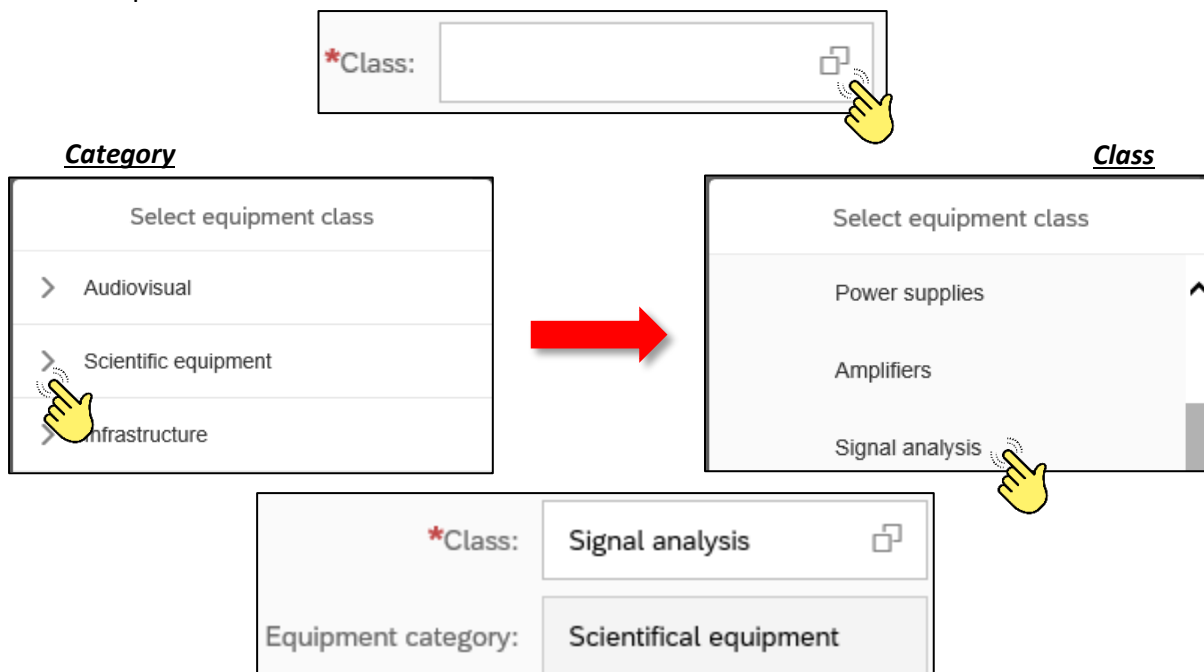 *Class:
Category
Class
Select equipment class
Audiovisual
Scientific equipment
Infrastructure
Select equipment class
Power supplies
Amplifiers
Signal analysis
*Class: Signal analysis
Equipment category: Scientifical equipment